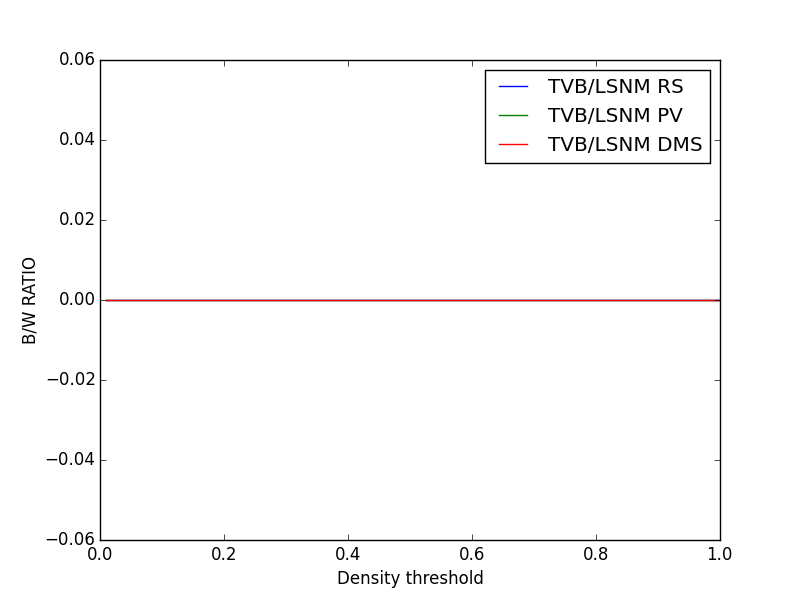 0.06
0.04
0.02
0.00
−0.02
−0.04
−0.06
B/W RATIO
TVB/LSNM RS
TVB/LSNM PV
TVB/LSNM DMS
0.0 0.2 0.4 0.6 0.8 1.0
Density threshold